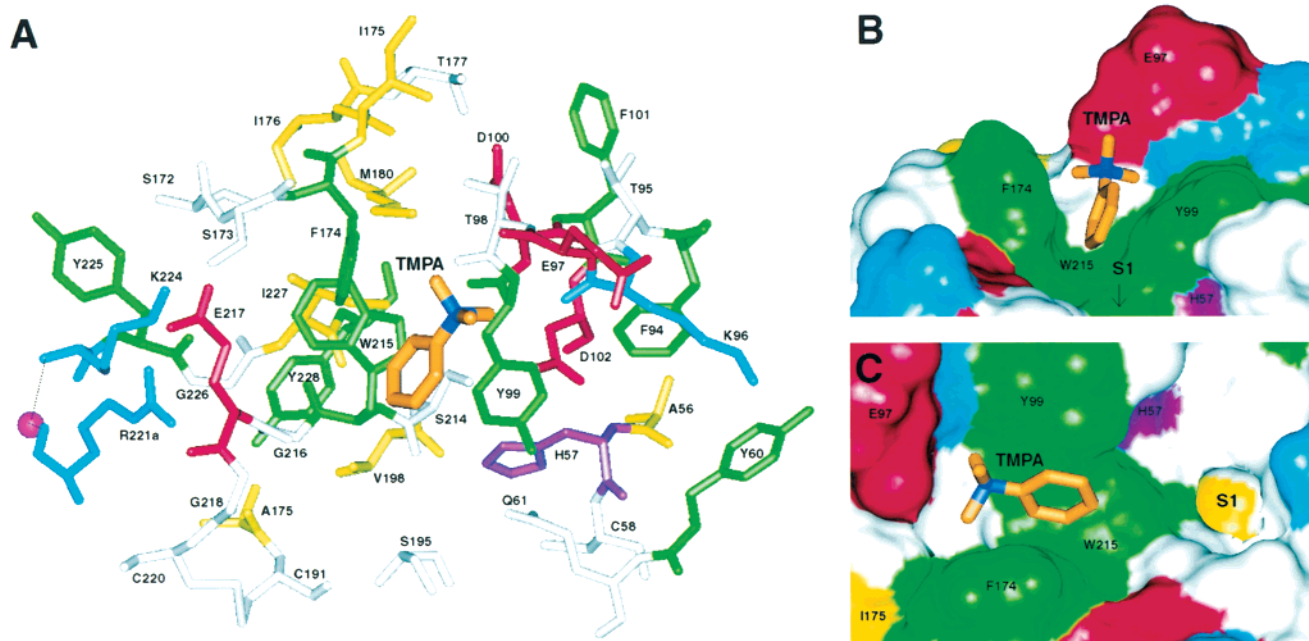 A
I175
T177
I176
F101
D100
S172
M180
T95
T98
S173
F174
TMPA
E97
Y225
K224
I227
E217
F94
K96
W215
D102
Y228
Y99
G226
S214
A56
R221a
G216
H57
Y60
V198
Q61
G218
A175
C58
S195
C220
C191
B
E97
TMPA
F174
Y99
W215
S1
H57
C
Y99
E97
H57
TMPA
S1
W215
F174
I175